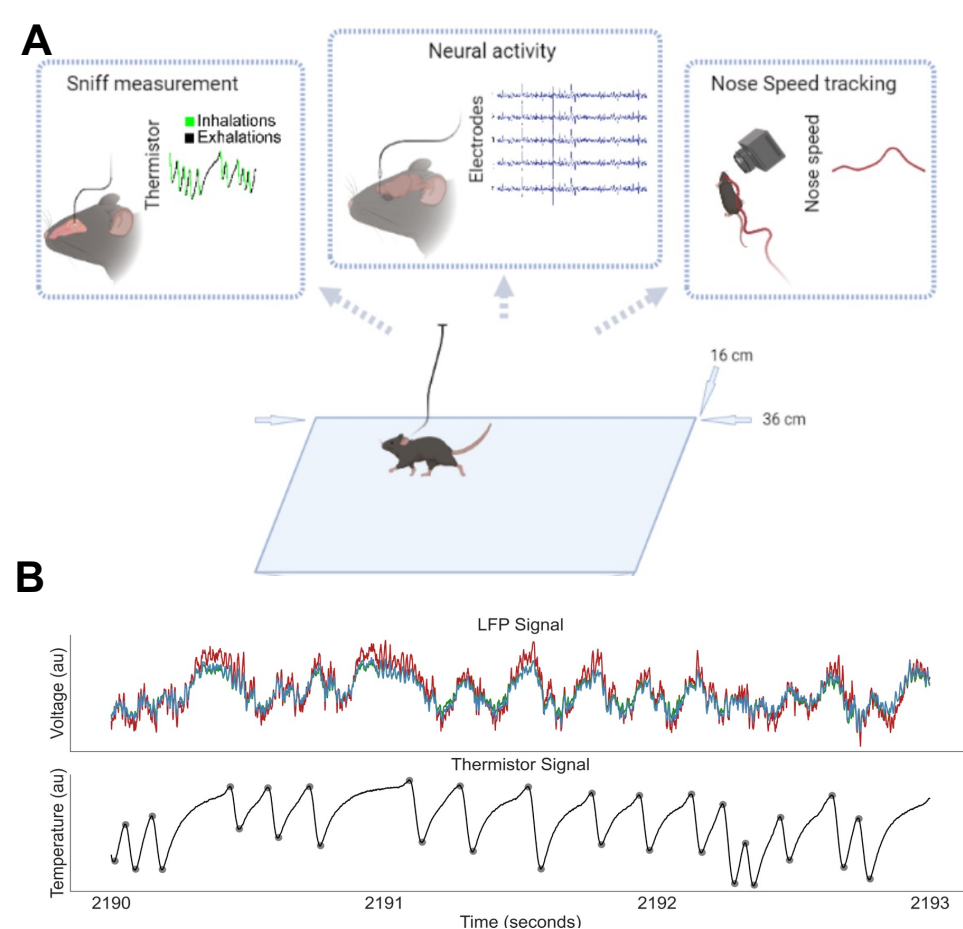 A
Sniff measurement
Thermistor
Inhalations
Exhalations
Neural activity
Electrodes
Nose Speed tracking
Nose speed
16 cm
36 cm
B
LFP Signal
Voltage (au)
Thermistor Signal
Temperature (au)
2190 2191 2192 2193
Time (seconds)